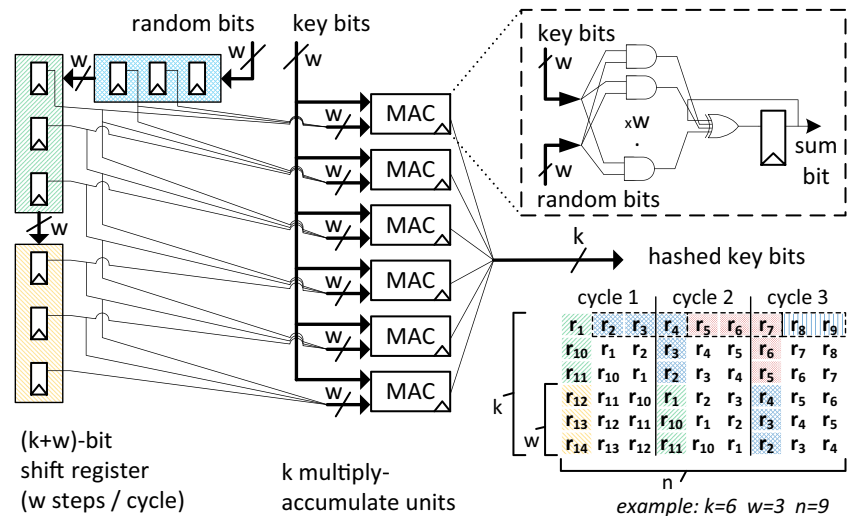 random bits
key bits
w
w
w
MAC
w
MAC
w
MAC
w
MAC
w
MAC
w
MAC
w
w
(k+w)-bit
shift register
(w steps / cycle)
k multiply-
accumulate units
key bits
w
xw
w
random bits
sum
bit
k
hashed key bits
cycle 1 cycle 2 cycle 3
r1 r2 r3 r4 r5 r6 r7 r8 r9
r10 r1 r2 r3 r4 r5 r6 r7 r8
r11 r10 r1 r2 r3 r4 r5 r6 r7
r12 r11 r10 r1 r2 r3 r4 r5 r6
r13 r12 r11 r10 r1 r2 r3 r4 r5
r14 r13 r12 r11 r10 r1 r2 r3 r4
k
w
n
example: k=6 w=3 n=9